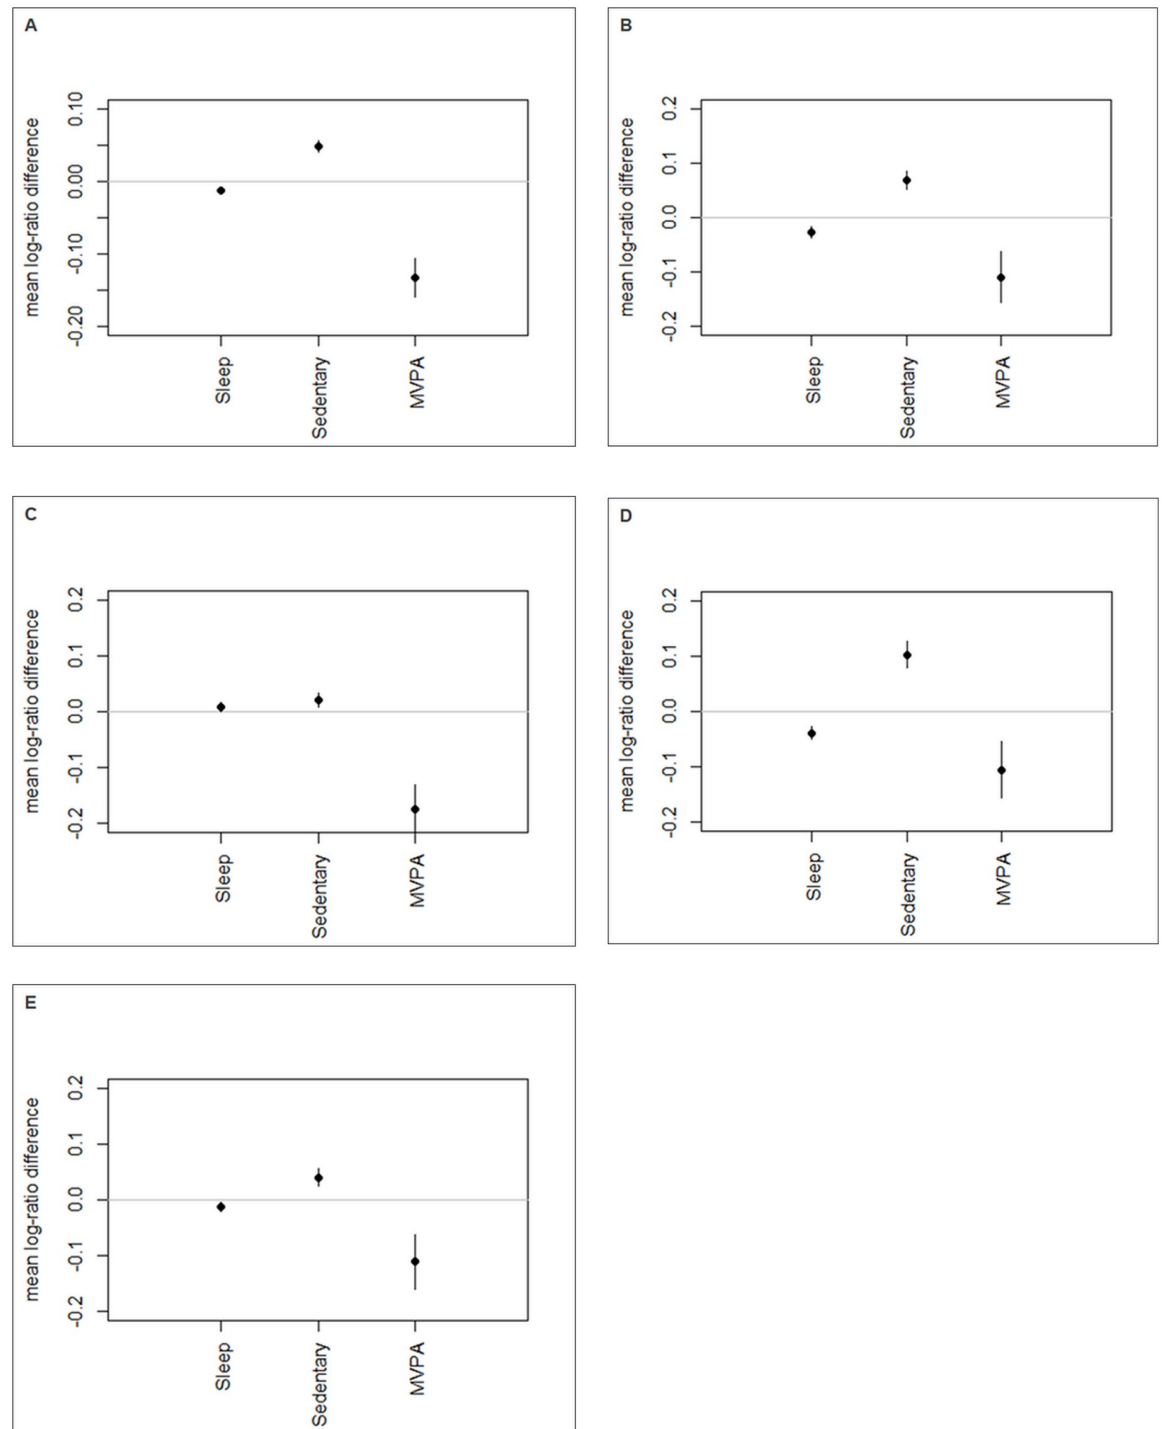 A
mean log-ratio difference
0.10
0.00
-0.10
-0.20
Sleep
Sedentary
MVPA
B
mean log-ratio difference
0.2
0.1
0.0
-0.1
-0.2
Sleep
Sedentary
MVPA
C
mean log-ratio difference
0.2
0.1
0.0
-0.1
-0.2
Sleep
Sedentary
MVPA
D
mean log-ratio difference
0.2
0.1
0.0
-0.1
-0.2
Sleep
Sedentary
MVPA
E
mean log-ratio difference
0.2
0.1
0.0
-0.1
-0.2
Sleep
Sedentary
MVPA